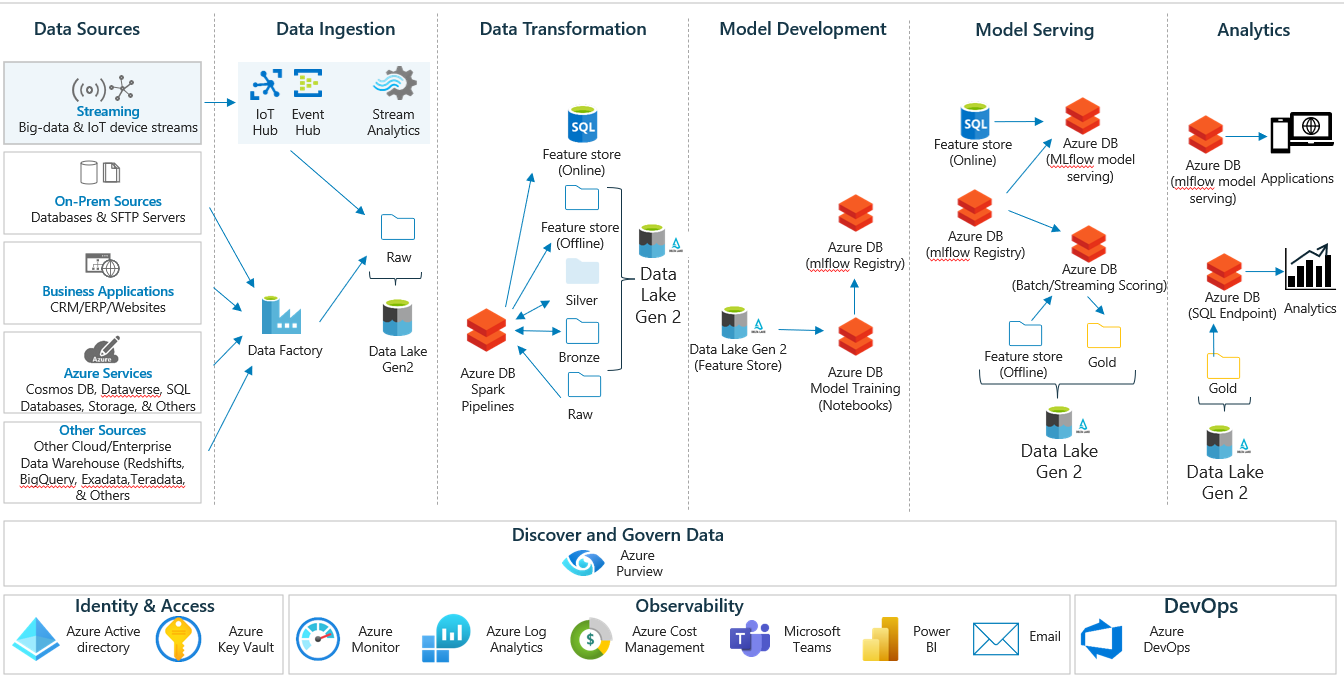 Data Sources
Data Ingestion
Data Transformation
Model Development
Model Serving
Analytics
Streaming
Big-data & IoT device streams
On-Prem Sources
Databases & SFTP Servers
Business Applications
CRM/ERP/Websites
Azure
Azure Services
Cosmos DB, Dataverse, SQL
Databases, Storage, & Others
Other Sources
Other Cloud/Enterprise
Data Warehouse (Redshifts,
BigQuery, Exadata,Teradata,
& Others
IoT
Hub
Event
Hub
Stream
Analytics
Data Factory
Raw
Data Lake
Gen2
SQL
Feature store
(Online)
Feature store
(Offline)
Silver
Bronze
Raw
Azure DB
Spark
Pipelines
Data
Lake
Gen 2
Azure DB
(mlflow Registry)
Data Lake Gen 2
(Feature Store)
Azure DB
Model Training
(Notebooks)
SQL
Feature store
(Online)
Azure DB
(MLflow model
serving)
Azure DB
(mlflow Registry)
Azure DB
(Batch/Streaming Scoring)
Feature store
(Offline)
Gold
Data Lake
Gen 2
Azure DB
(mlflow model
serving)
Applications
Azure DB
(SQL Endpoint)
Analytics
Gold
Data Lake
Gen 2
Discover and Govern Data
Azure
Purview
Identity & Access
Azure Active
directory
Azure
Key Vault
Observability
Azure
Monitor
Azure Log
Analytics
$
Azure Cost
Management
T
Microsoft
Teams
Power
BI
Email
DevOps
Azure
DevOps